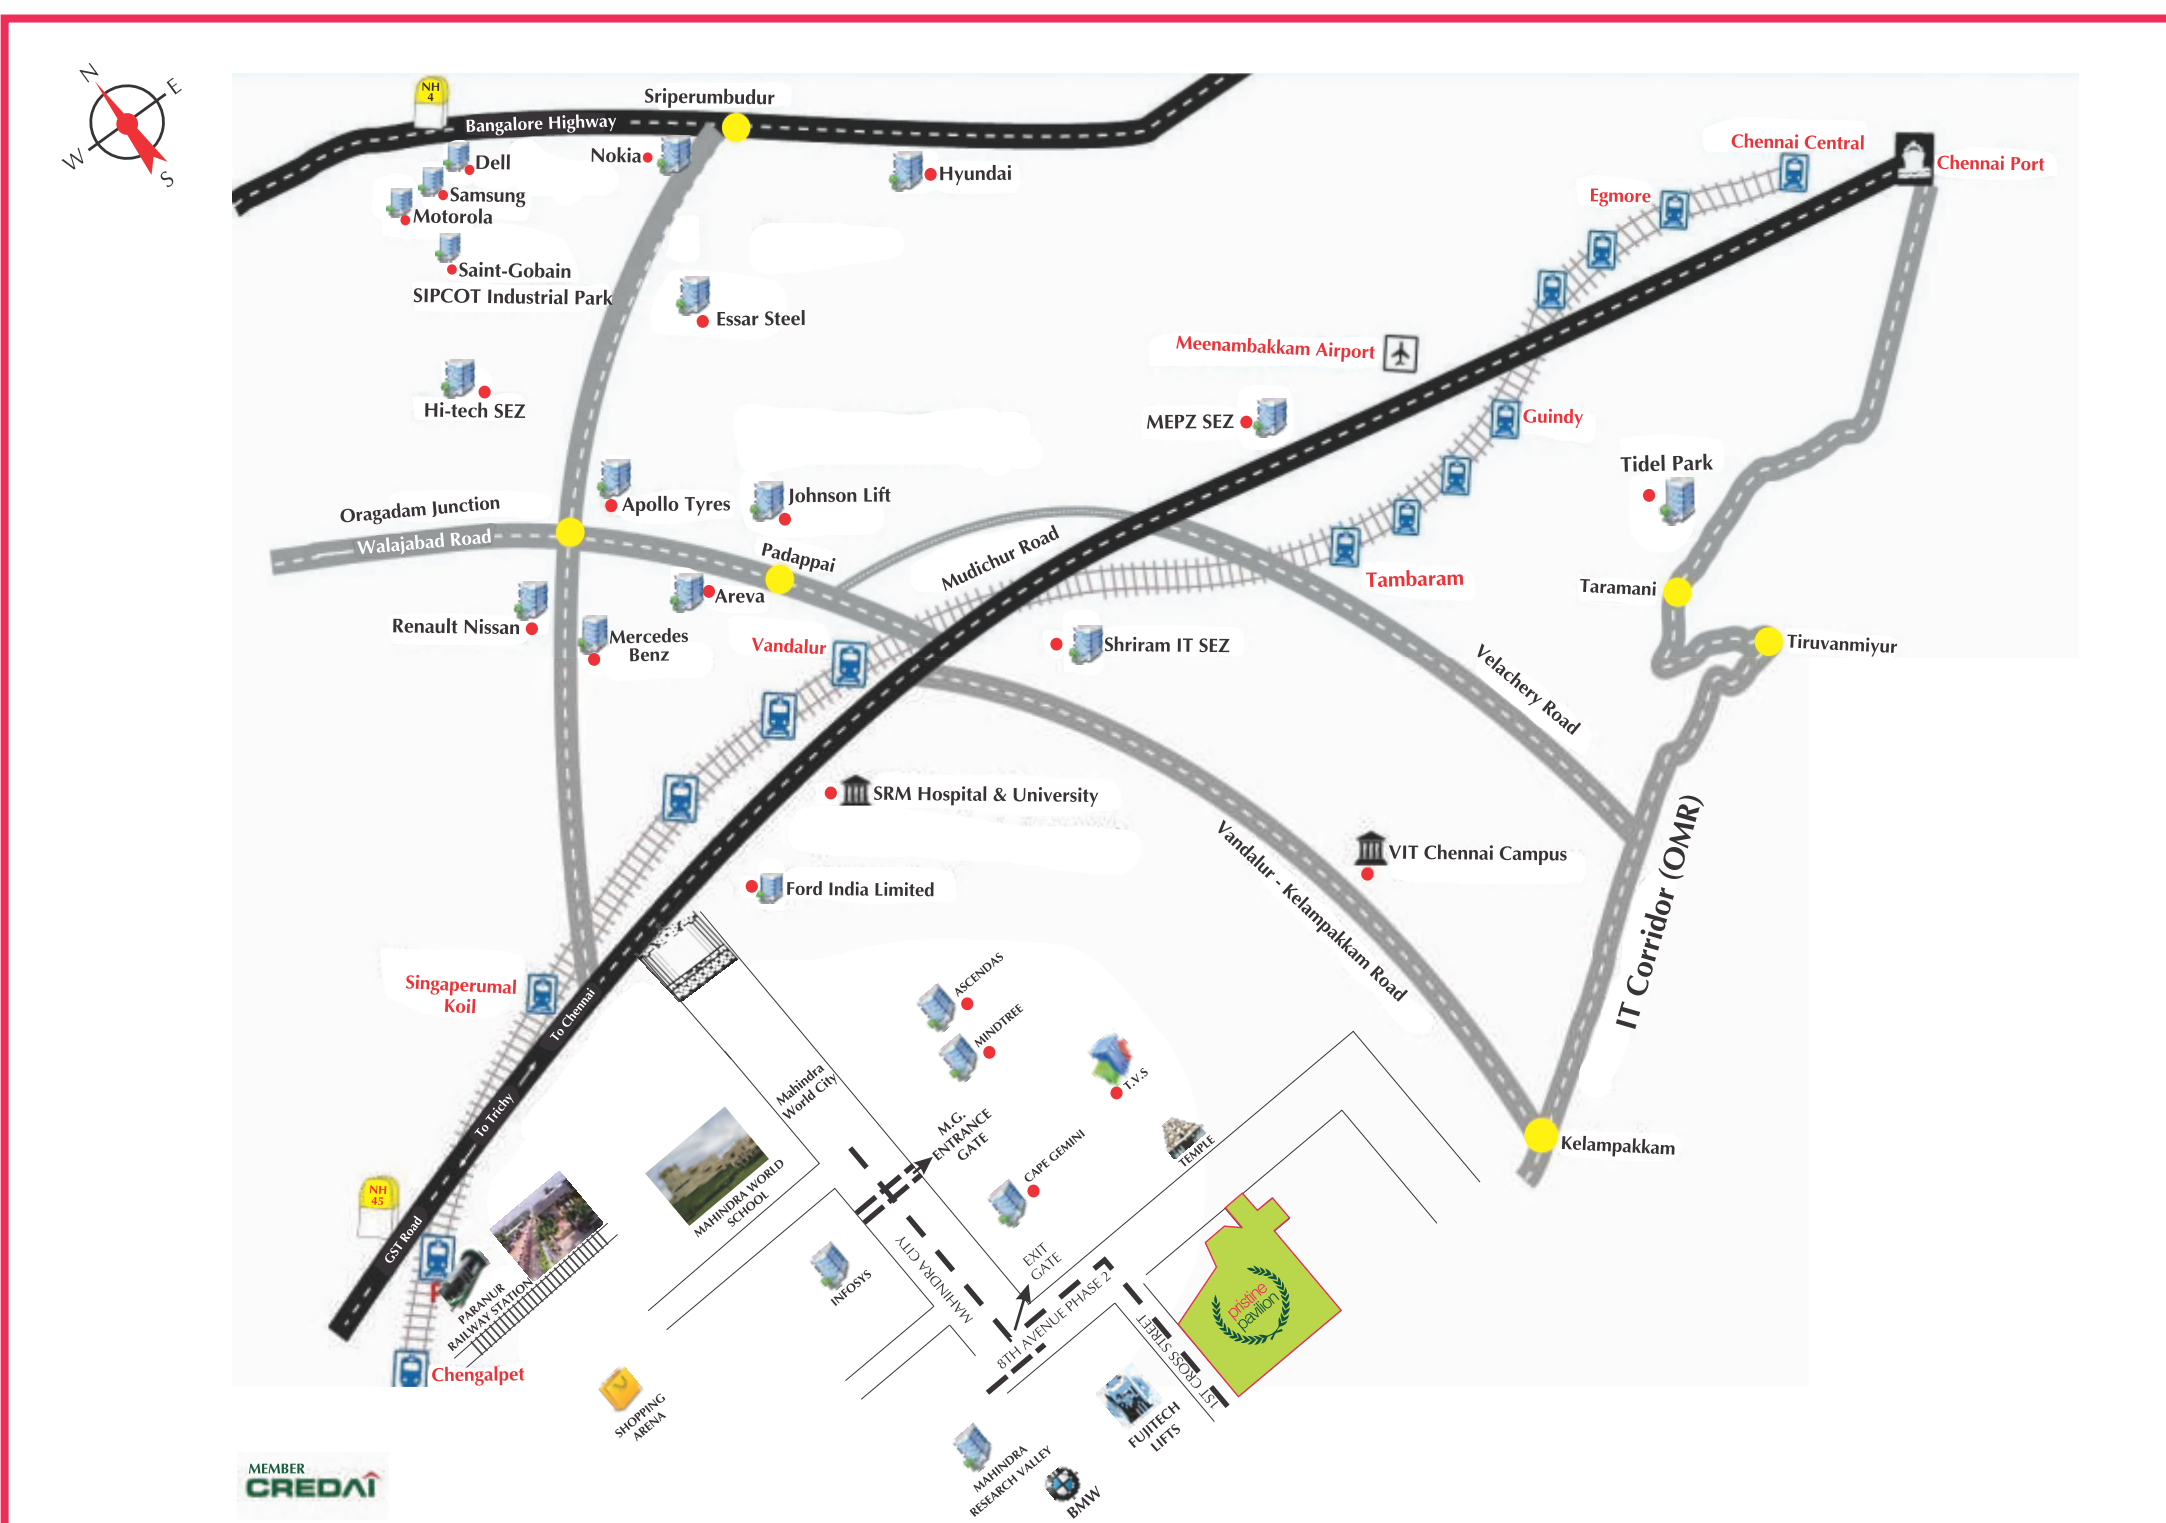 N
E
W
S
NH
4
Bangalore Highway
Sriperumbudur
Chennai Central
Chennai Port
Egmore
Dell
Nokia
Hyundai
Samsung
Motorola
Saint-Gobain
SIPCOT Industrial Park
Essar Steel
Meenambakkam Airport
Hi-tech SEZ
MEPZ SEZ
Guindy
Tidel Park
Oragadam Junction
Walajabad Road
Apollo Tyres
Johnson Lift
Padappai
Mudichur Road
Tambaram
Taramani
Areva
Renault Nissan
Mercedes
Benz
Vandalur
Shriram IT SEZ
Tiruvanmiyur
Velachery Road
SRM Hospital & University
VIT Chennai Campus
Vandalur - Kelampakkam Road
IT Corridor (OMR)
Ford India Limited
Singaperumal
Koil
To Chennai
To Trichy
GST Road
NH
45
ASCENDAS
MINDTREE
T.V.S
Mahindra
World City
M.G.
ENTRANCE
GATE
CAPE GEMINI
TEMPLE
Kelampakkam
MAHINDRA WORLD
SCHOOL
INFOSYS
MAHINDRA CITY
EXIT
GATE
8TH AVENUE PHASE 2
1ST CROSS STREET
pristine
pavilion
PARANUR
RAILWAY STATION
Chengalpet
SHOPPING
ARENA
FUJITECH
LIFTS
MAHINDRA
RESEARCH VALLEY
BMW
MEMBER
CREDAI